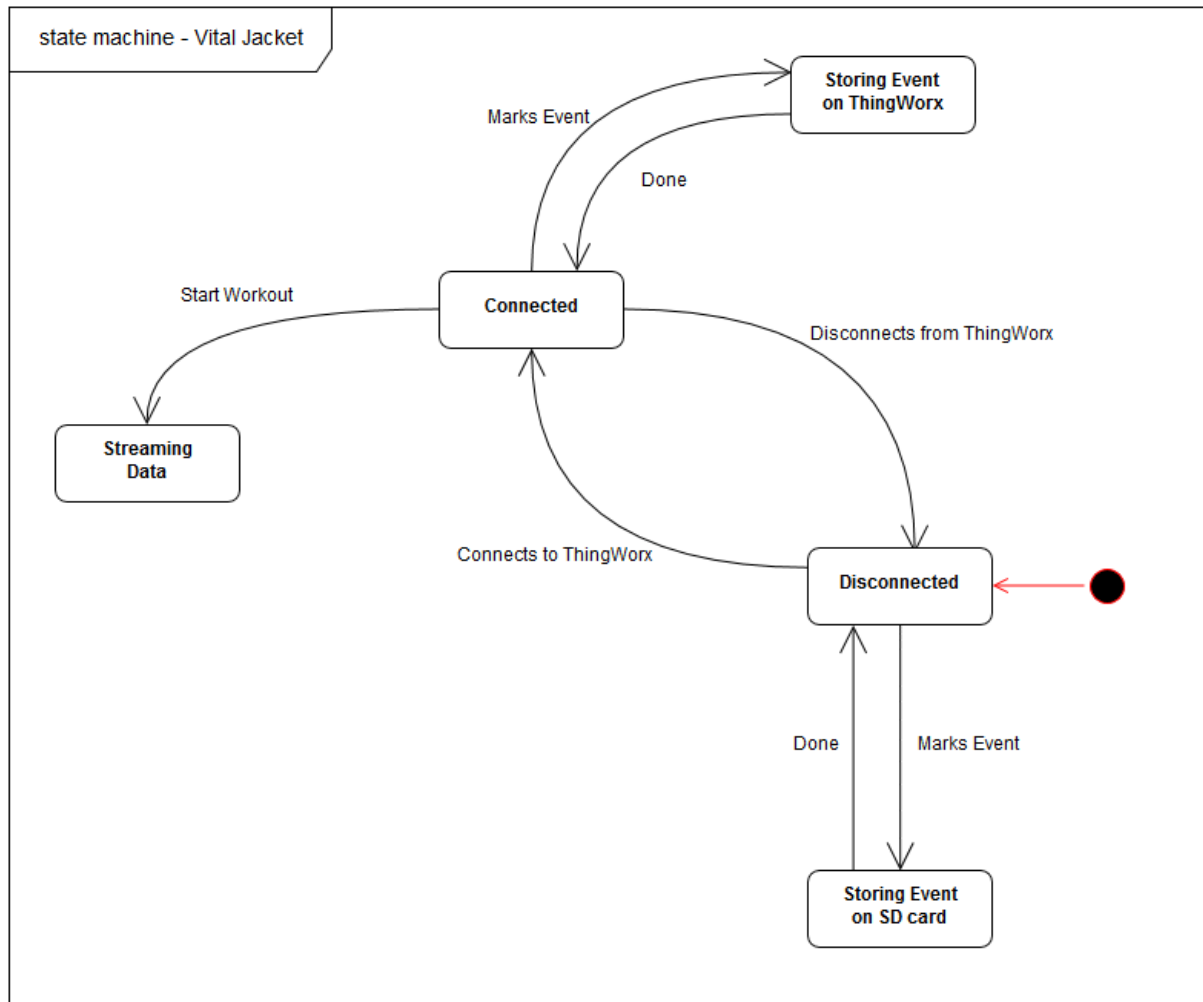 state machine - Vital Jacket
Storing Event
on ThingWorx
Marks Event
Done
Start Workout
Connected
Disconnects from ThingWorx
Streaming
Data
Connects to ThingWorx
Disconnected
Done
Marks Event
Storing Event
on SD card